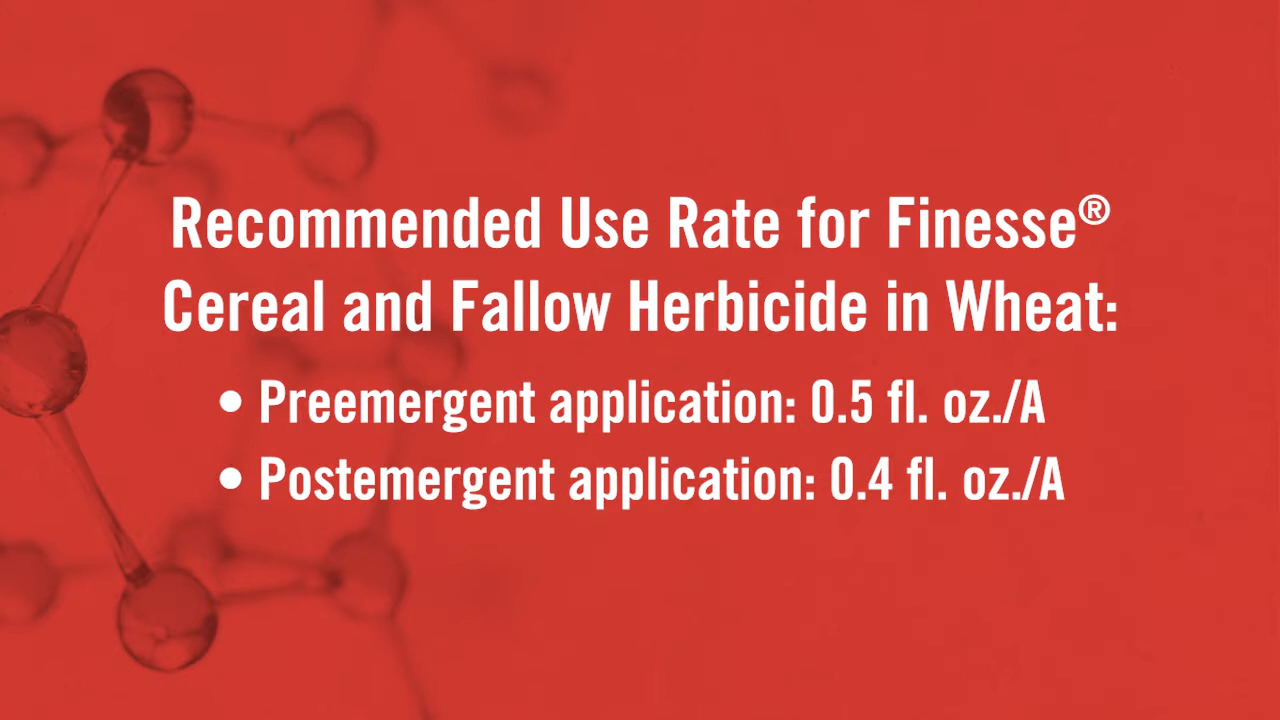 Recommended Use Rate for Finesse®
Cereal and Fallow Herbicide in Wheat:
• Preemergent application: 0.5 fl. oz./A
• Postemergent application: 0.4 fl. oz./A